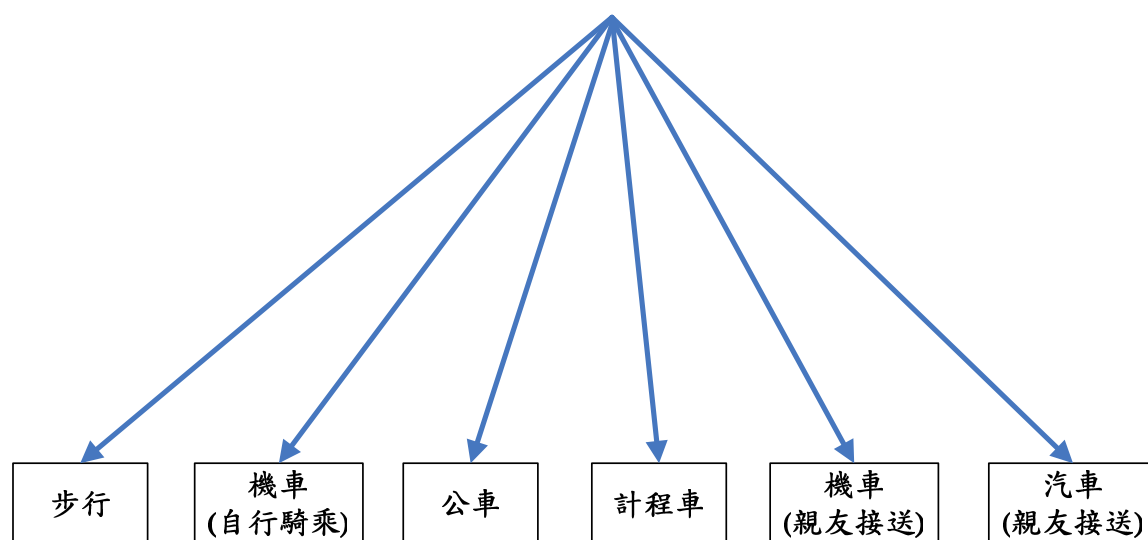 步行
機車
(自行騎乘)
公車
計程車
機車
(親友接送)
汽車
(親友接送)